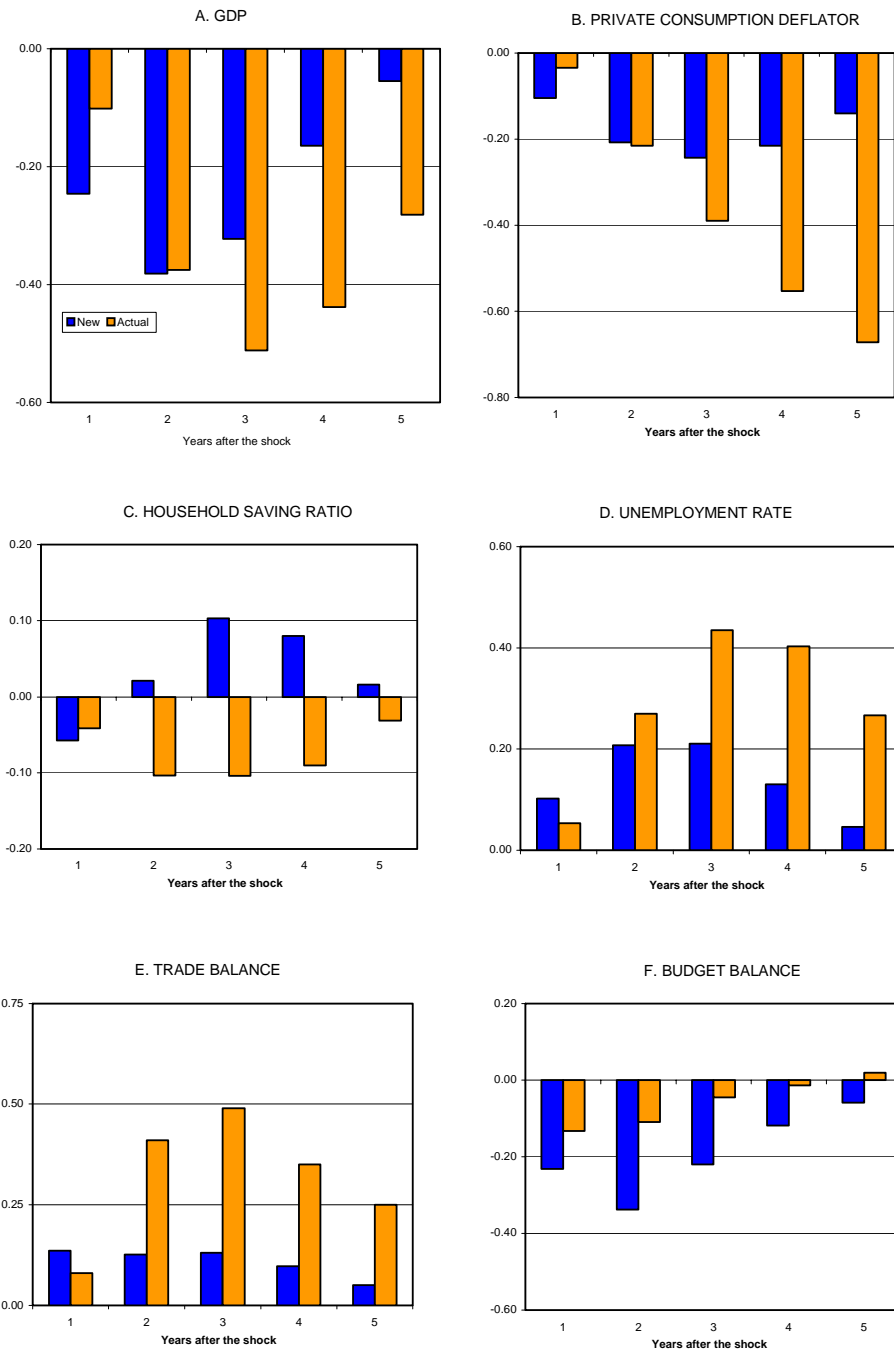 A. GDP
0.00
-0.20
-0.40
-0.60
New Actual
1 2 3 4 5
Years after the shock
B. PRIVATE CONSUMPTION DEFLATOR
0.00
-0.20
-0.40
-0.60
-0.80
1 2 3 4 5
Years after the shock
C. HOUSEHOLD SAVING RATIO
0.20
0.10
0.00
-0.10
-0.20
1 2 3 4 5
Years after the shock
D. UNEMPLOYMENT RATE
0.60
0.40
0.20
0.00
1 2 3 4 5
Years after the shock
E. TRADE BALANCE
0.75
0.50
0.25
0.00
1 2 3 4 5
Years after the shock
F. BUDGET BALANCE
0.20
0.00
-0.20
-0.40
-0.60
1 2 3 4 5
Years after the shock